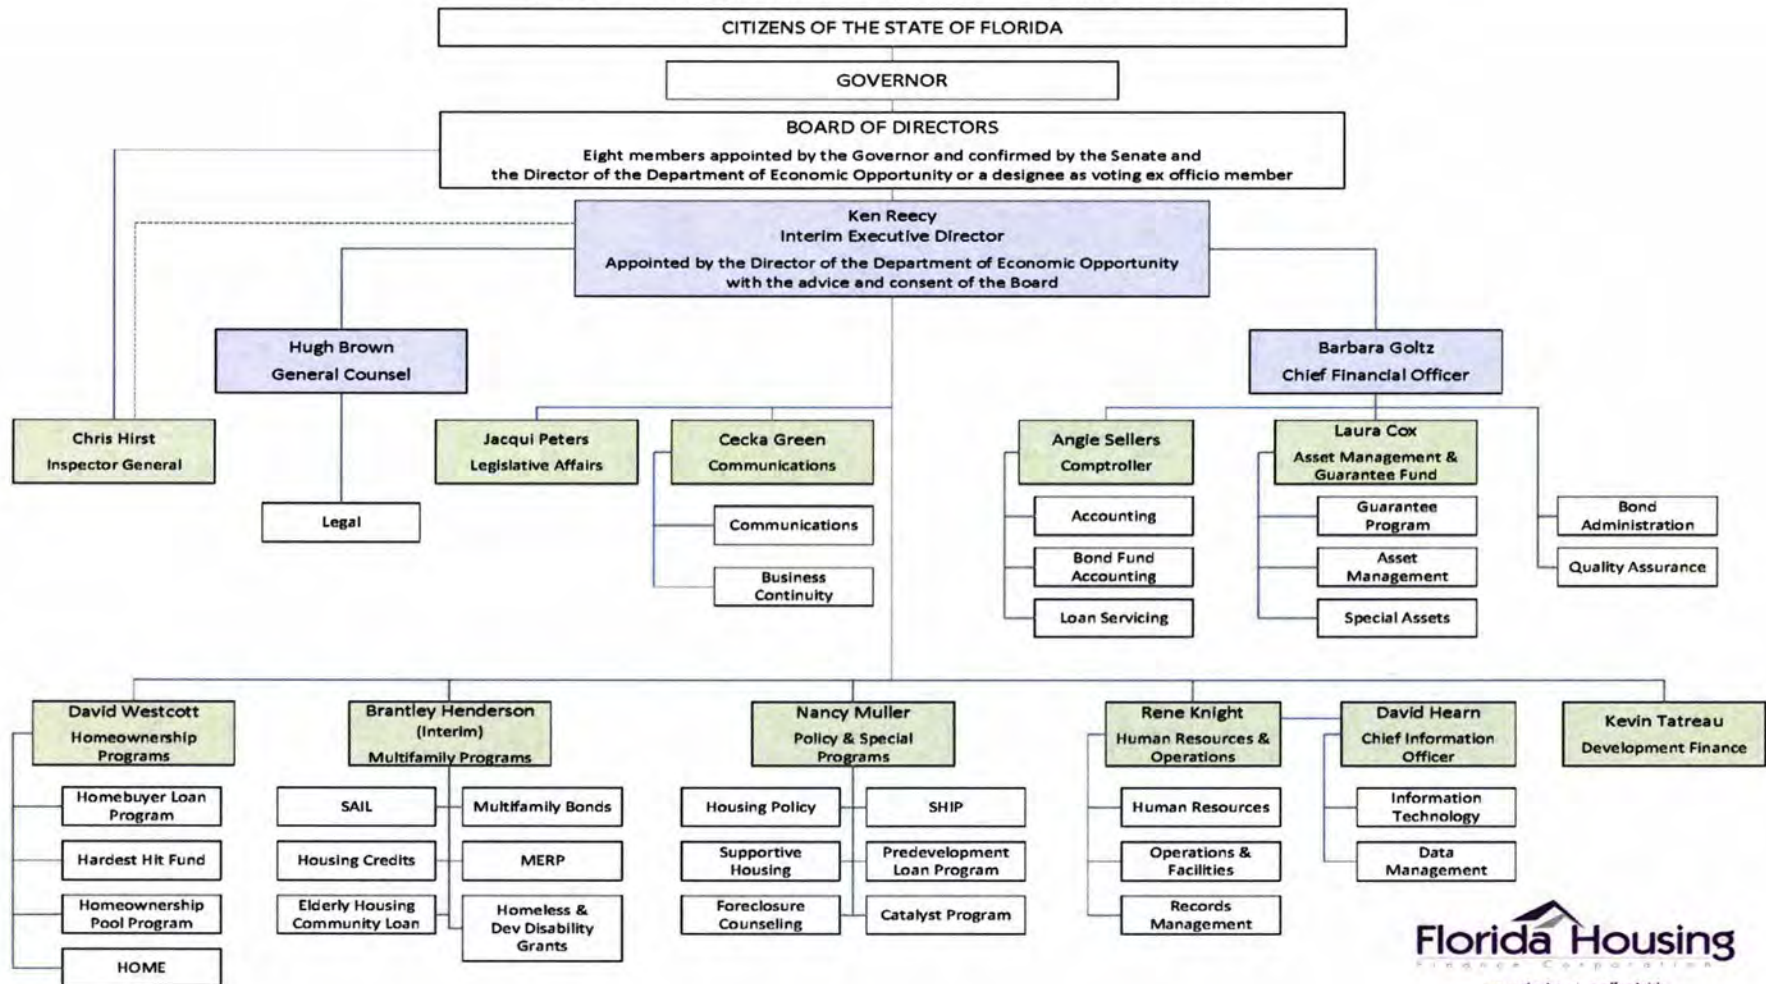 CITIZENS OF THE STATE OF FLORIDA
GOVERNOR
BOARD OF DIRECTORS
Eight members appointed by the Governor and confirmed by the Senate and
the Director of the Department of Economic Opportunity or a designee as voting ex officio member
Ken Reecy
Interim Executive Director
Appointed by the Director of the Department of Economic Opportunity
with the advice and consent of the Board
Hugh Brown
General Counsel
Barbara Goltz
Chief Financial Officer
Chris Hirst
Inspector General
Legal
Jacqui Peters
Legislative Affairs
Cecka Green
Communications
Communications
Business
Continuity
Angie Sellers
Comptroller
Accounting
Bond Fund
Accounting
Loan Servicing
Laura Cox
Asset Management &
Guarantee Fund
Guarantee
Program
Asset
Management
Special Assets
Bond
Administration
Quality Assurance
David Westcott
Homeownership
Programs
Homebuyer Loan
Program
Hardest Hit Fund
Homeownership
Pool Program
HOME
Brantley Henderson
(Interim)
Multifamily Programs
SAIL
Multifamily Bonds
Housing Credits
MERP
Elderly Housing
Community Loan
Homeless &
Dev Disability
Grants
Nancy Muller
Policy & Special
Programs
Housing Policy
SHIP
Supportive
Housing
Predevelopment
Loan Program
Foreclosure
Counseling
Catalyst Program
Rene Knight
Human Resources &
Operations
Human Resources
Operations &
Facilities
Records
Management
David Hearn
Chief Information
Officer
Information
Technology
Data
Management
Kevin Tatreau
Development Finance
Florida Housing
Finance Corporation